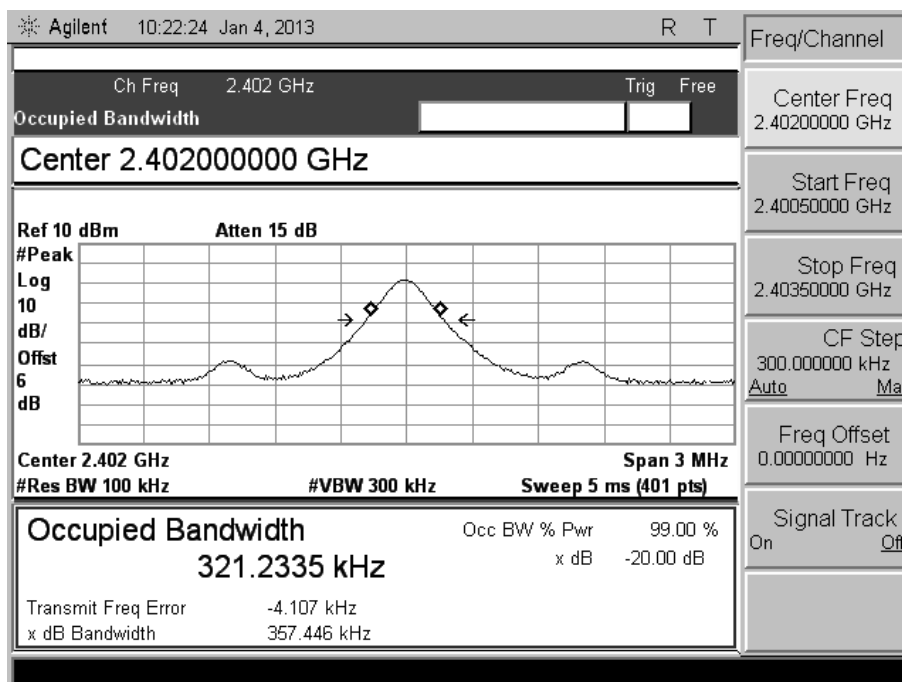 Agilent 10:22:24 Jan 4, 2013 R T
Freq/Channel
Ch Freq 2.402 GHz Trig Free
Occupied Bandwidth
Center 2.402000000 GHz
Center Freq
2.40200000 GHz
Start Freq
2.40050000 GHz
Stop Freq
2.40350000 GHz
CF Step
300.000000 kHz
Auto Ma
Freq Offset
0.00000000 Hz
Signal Track
On Off
Ref 10 dBm Atten 15 dB
#Peak
Log
10
dB/
Offst
6
dB
Center 2.402 GHz Span 3 MHz
#Res BW 100 kHz #VBW 300 kHz Sweep 5 ms (401 pts)
Occupied Bandwidth
321.2335 kHz
Occ BW % Pwr 99.00 %
x dB -20.00 dB
Transmit Freq Error -4.107 kHz
x dB Bandwidth 357.446 kHz